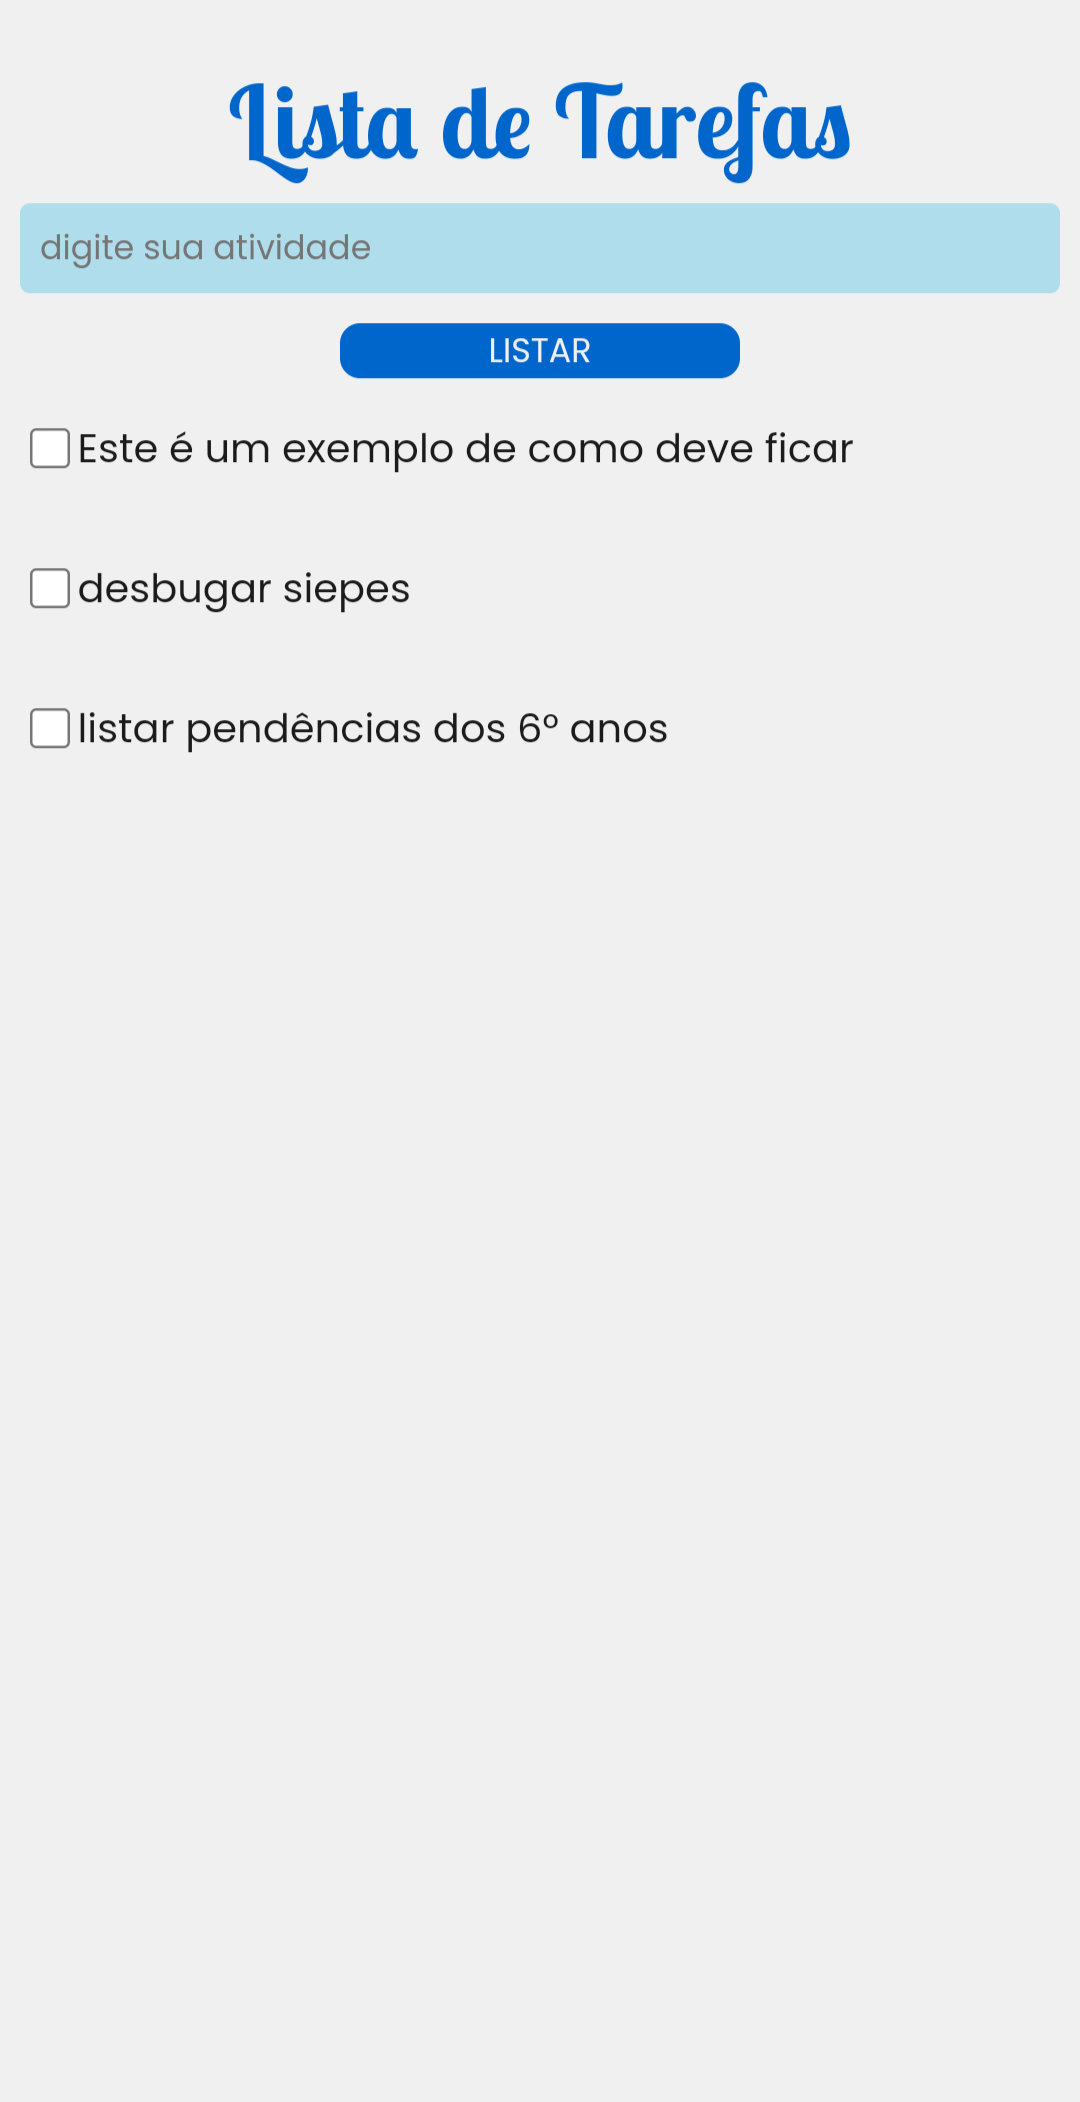 Lista de Tarefas
digite sua atividade
LISTAR
Este é um exemplo de como deve ficar
desbugar siepes
listar pendências dos 6º anos